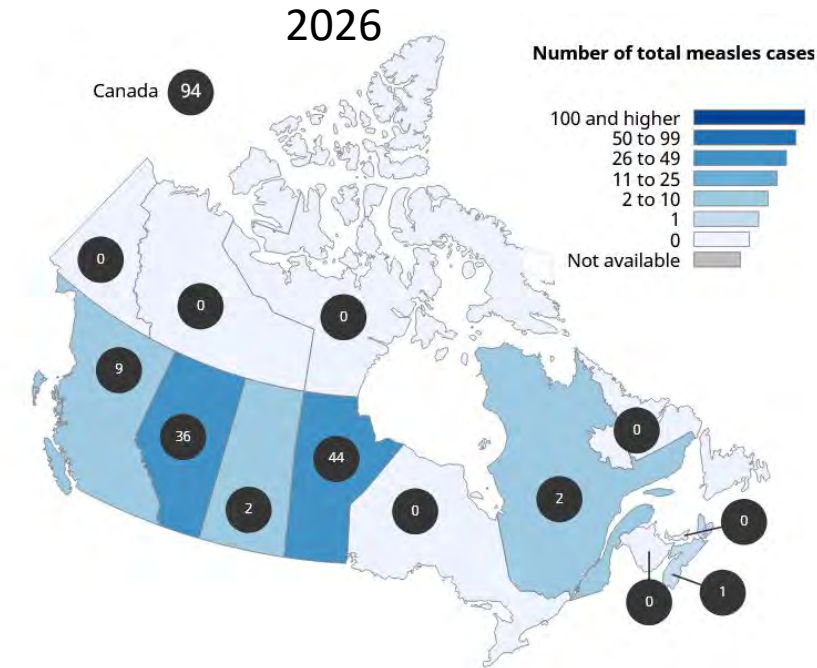 2026
Number of total measles cases
Canada 94
100 and higher
50 to 99
26 to 49
11 to 25
2 to 10
1
0
Not available
0
0
0
9
36
2
44
0
2
0
0
0
1